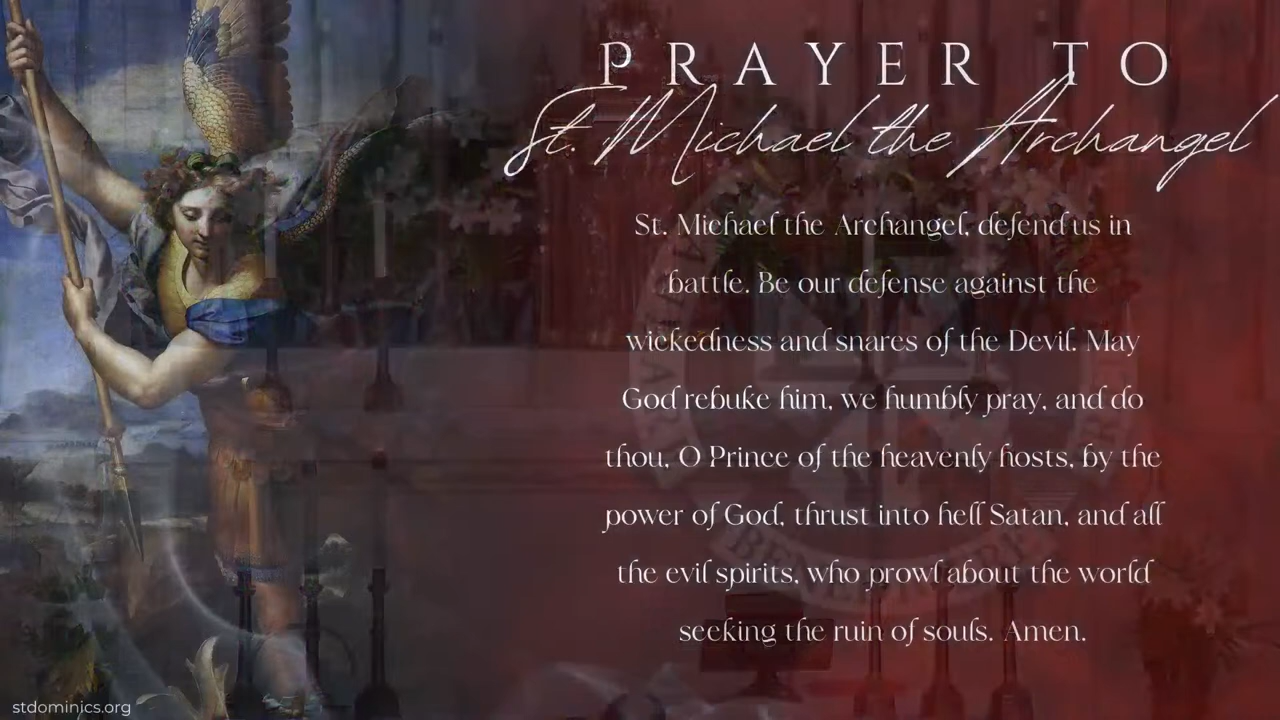 PRAYER TO
St. Michael the Archangel
St. Michael the Archangel, defend us in
battle. Be our defense against the
wickedness and snares of the Devil. May
God rebuke him, we humbly pray, and do
thou, O Prince of the heavenly hosts, by the
power of God, thrust into hell Satan, and all
the evil spirits, who prowl about the world
seeking the ruin of souls. Amen.
stdominics.org